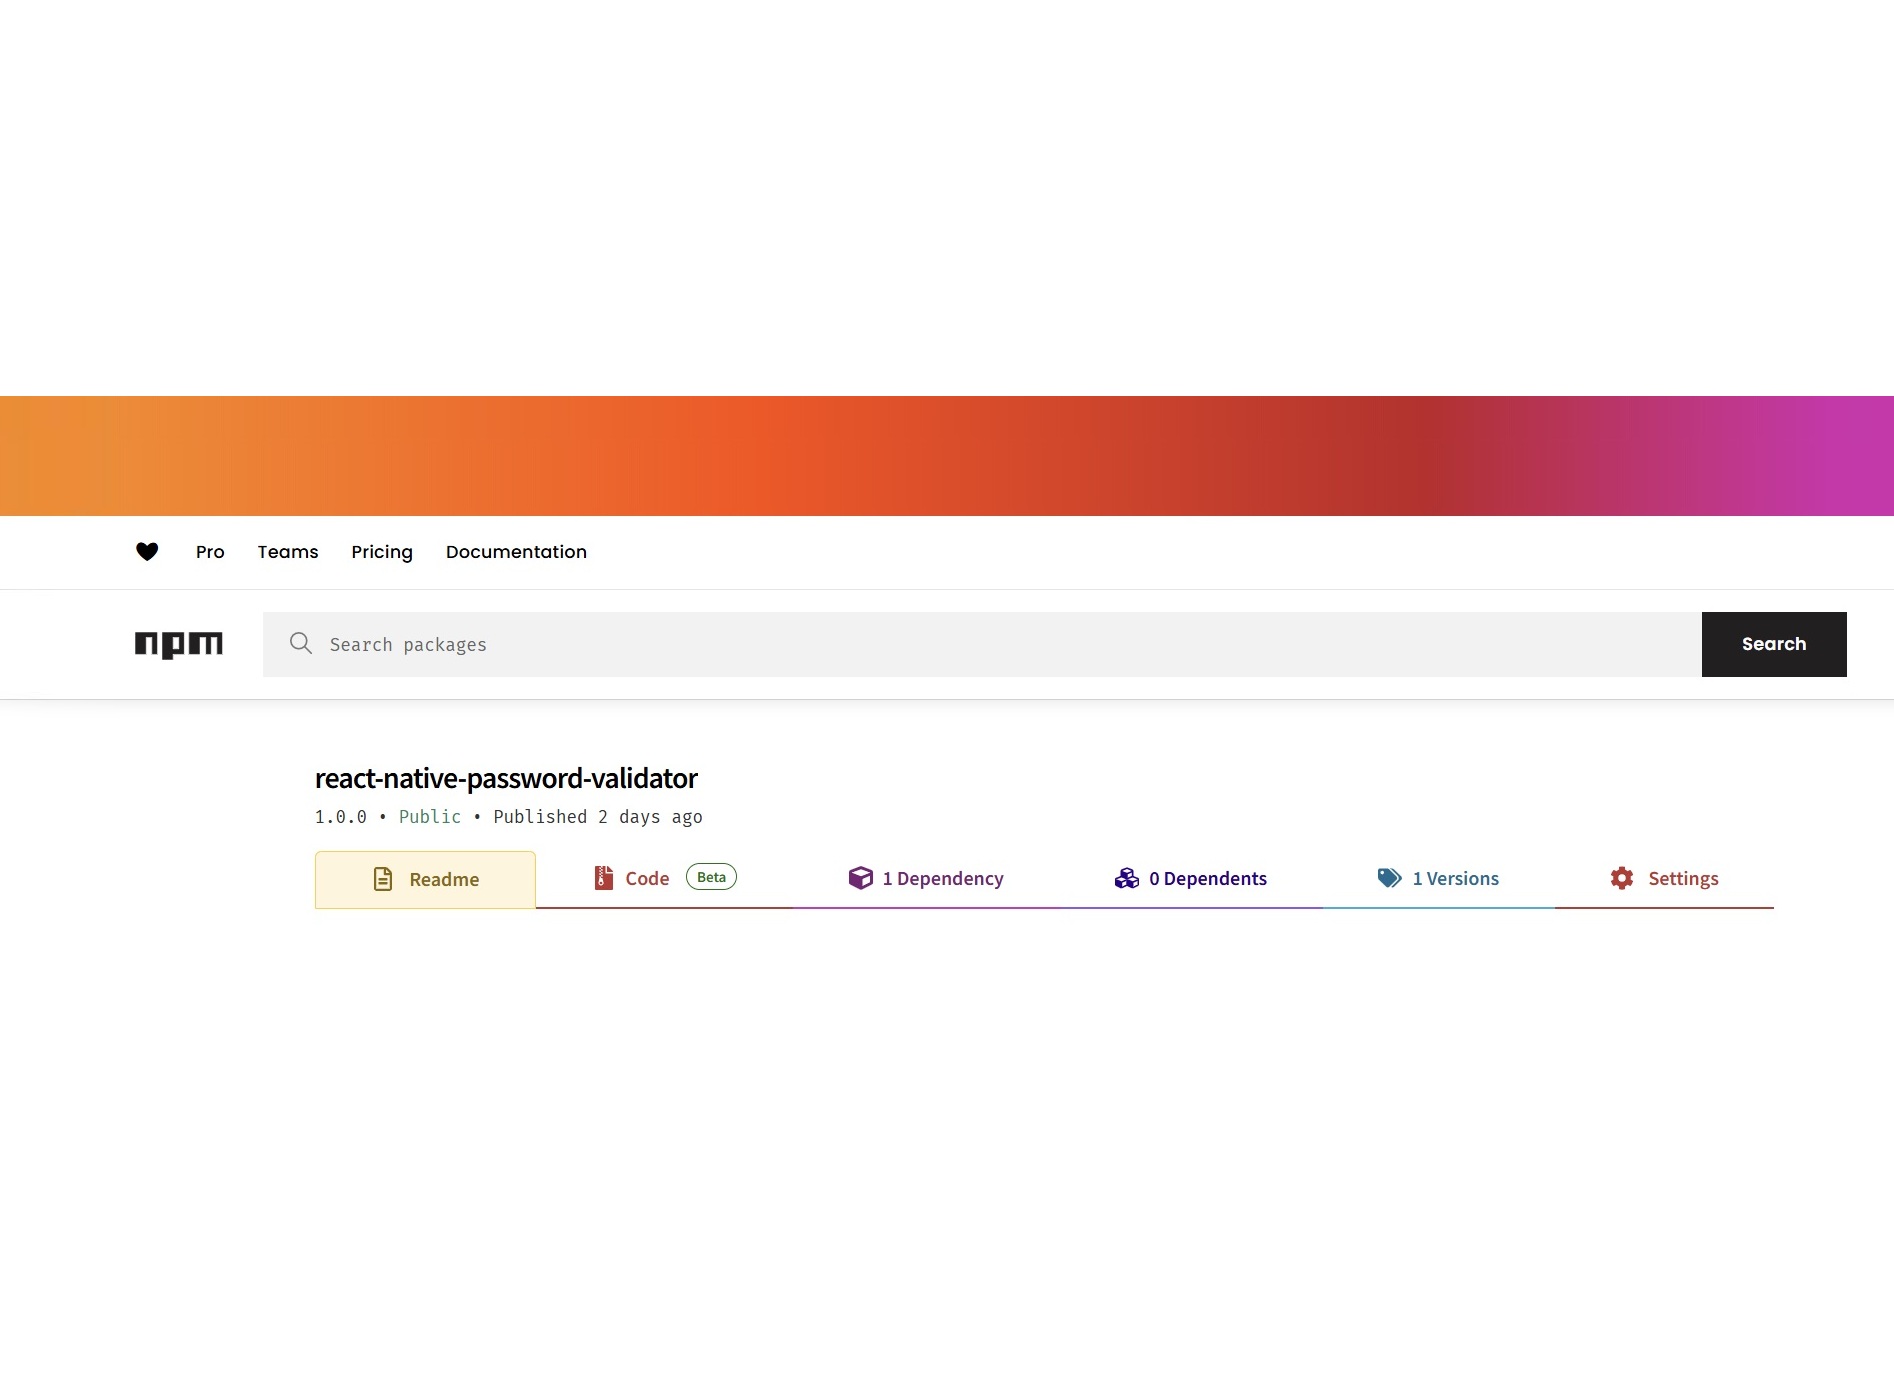 Pro Teams Pricing Documentation
npm Search packages Search
react-native-password-validator
1.0.0 • Public • Published 2 days ago
Readme Code Beta 1 Dependency 0 Dependents 1 Versions Settings